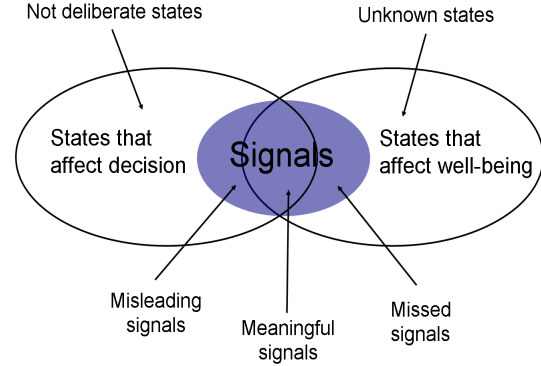 Not deliberate states
Unknown states
States that
affect decision
Signals
States that
affect well-being
Misleading
signals
Meaningful
signals
Missed
signals